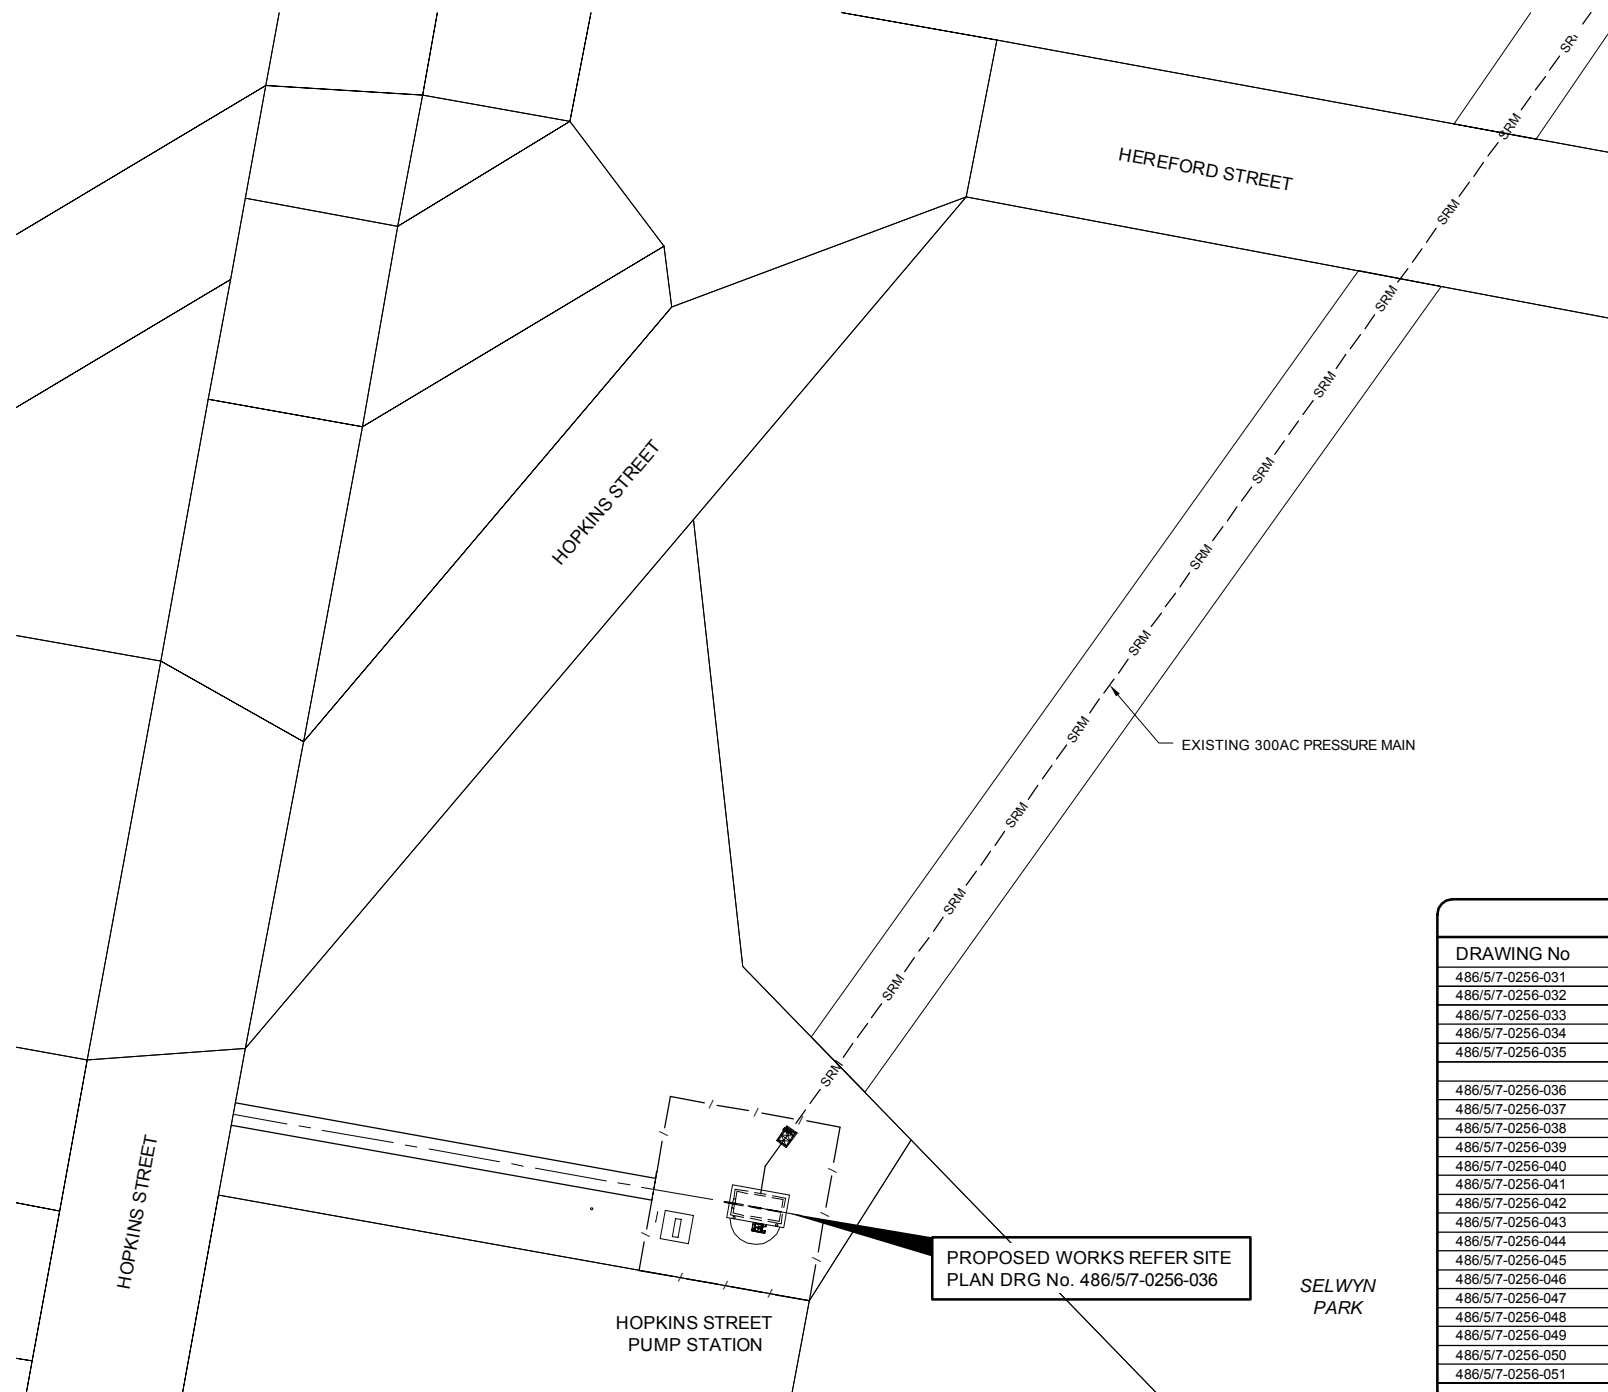 SR
SRM
HEREFORD STREET
SRM
SRM
SRM
HOPKINS STREET
SRM
SRM
SRM
SRM
EXISTING 300AC PRESSURE MAIN
SRM
SRM
SRM
SRM
HOPKINS STREET
PROPOSED WORKS REFER SITE
PLAN DRG No. 486/5/7-0256-036
SELWYN
PARK
HOPKINS STREET
PUMP STATION
DRAWING No
486/5/7-0256-031
486/5/7-0256-032
486/5/7-0256-033
486/5/7-0256-034
486/5/7-0256-035
486/5/7-0256-036
486/5/7-0256-037
486/5/7-0256-038
486/5/7-0256-039
486/5/7-0256-040
486/5/7-0256-041
486/5/7-0256-042
486/5/7-0256-043
486/5/7-0256-044
486/5/7-0256-045
486/5/7-0256-046
486/5/7-0256-047
486/5/7-0256-048
486/5/7-0256-049
486/5/7-0256-050
486/5/7-0256-051